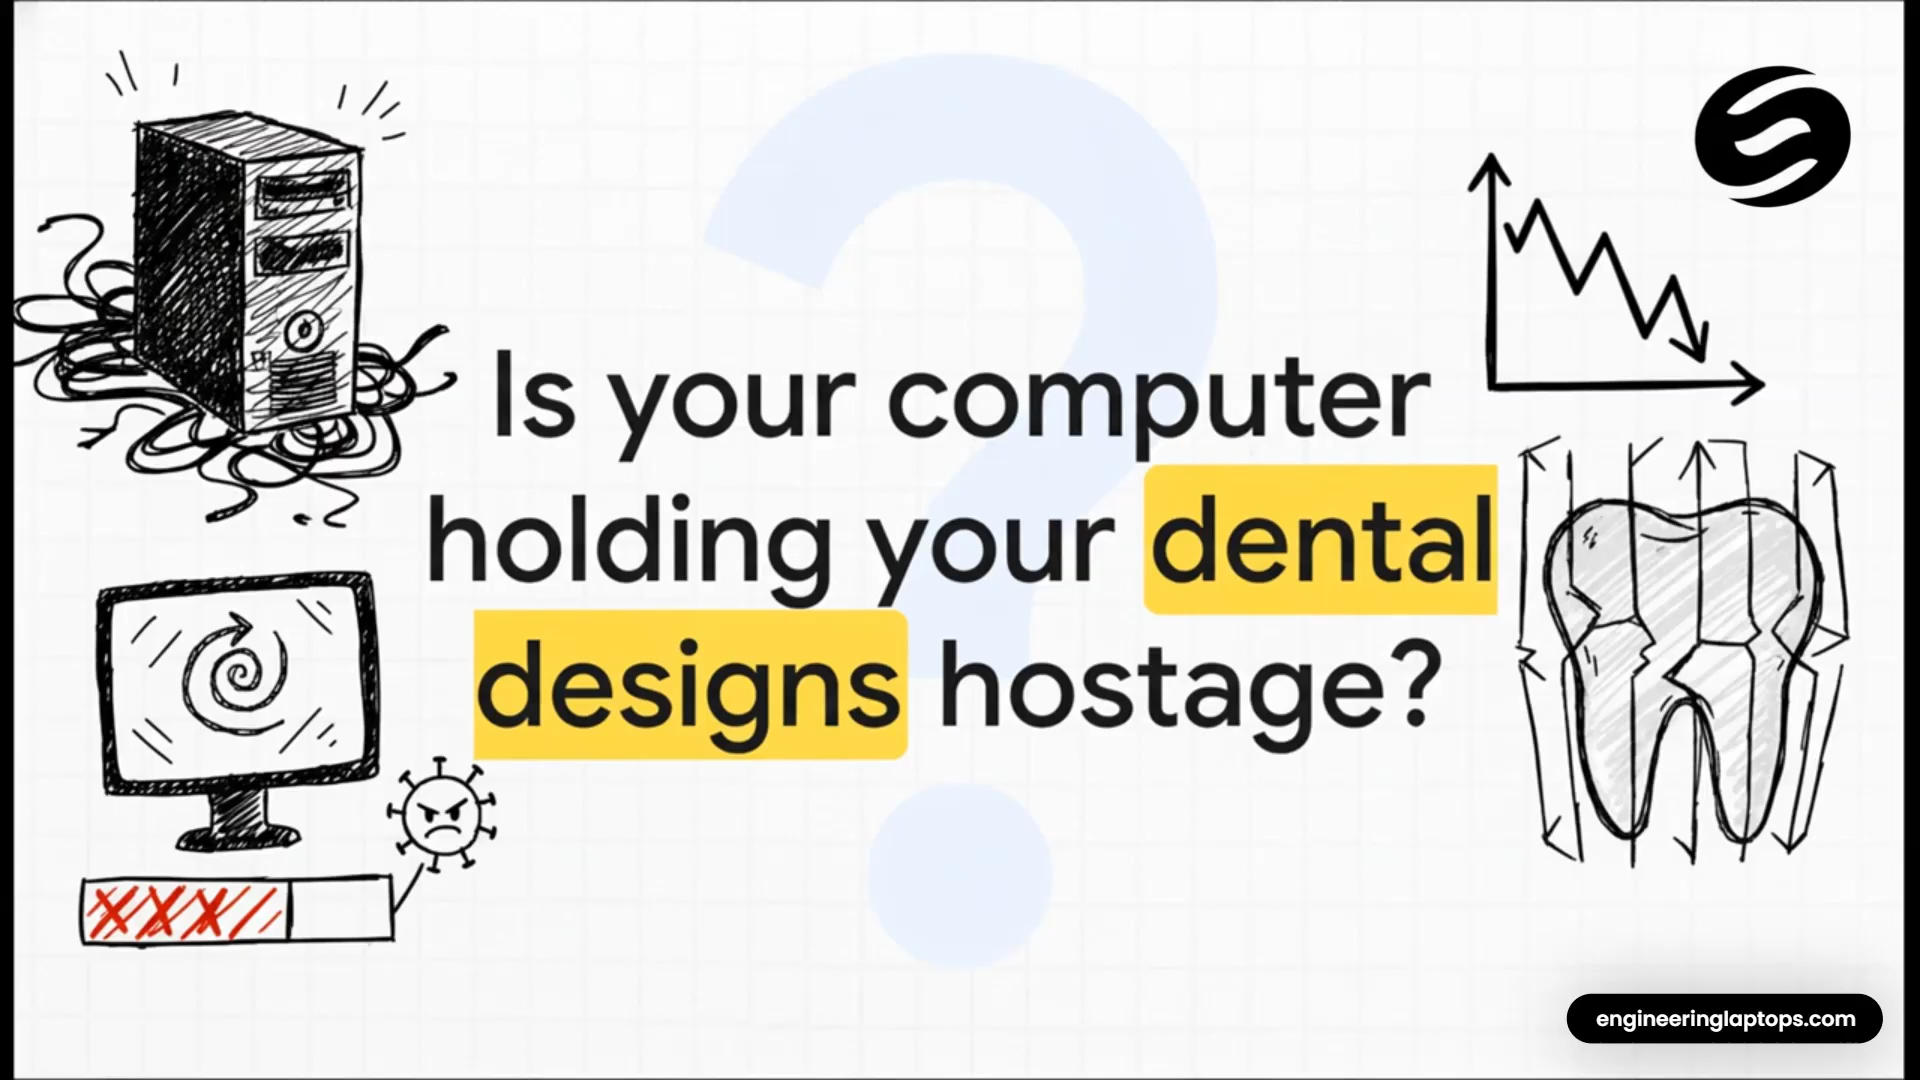 Is your computer
holding your dental
designs hostage?
engineeringlaptops.com